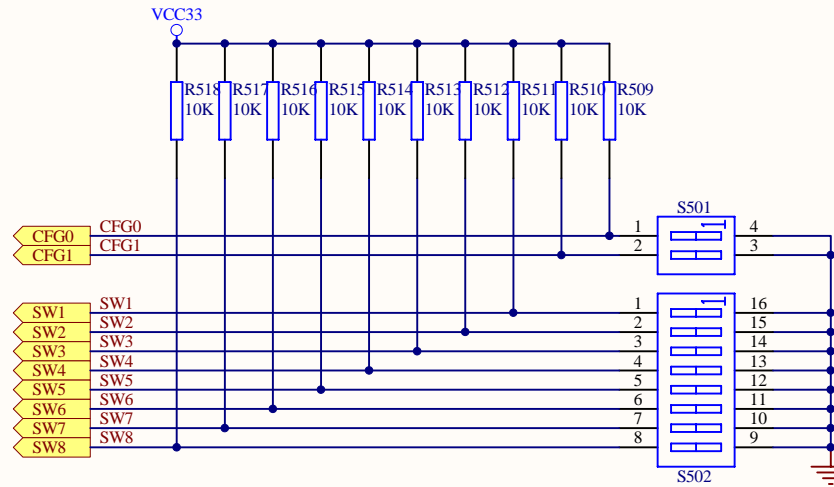 VCC33
R518 R517 R516 R515 R514 R513 R512 R511 R510 R509
10K 10K 10K 10K 10K 10K 10K 10K 10K 10K
S501
CFG0 CFG0 1 1 4
CFG1 CFG1 2 3
SW1 SW1 1 1 16
SW2 SW2 2 15
SW3 SW3 3 14
SW4 SW4 4 13
SW5 SW5 5 12
SW6 SW6 6 11
SW7 SW7 7 10
SW8 SW8 8 9
S502